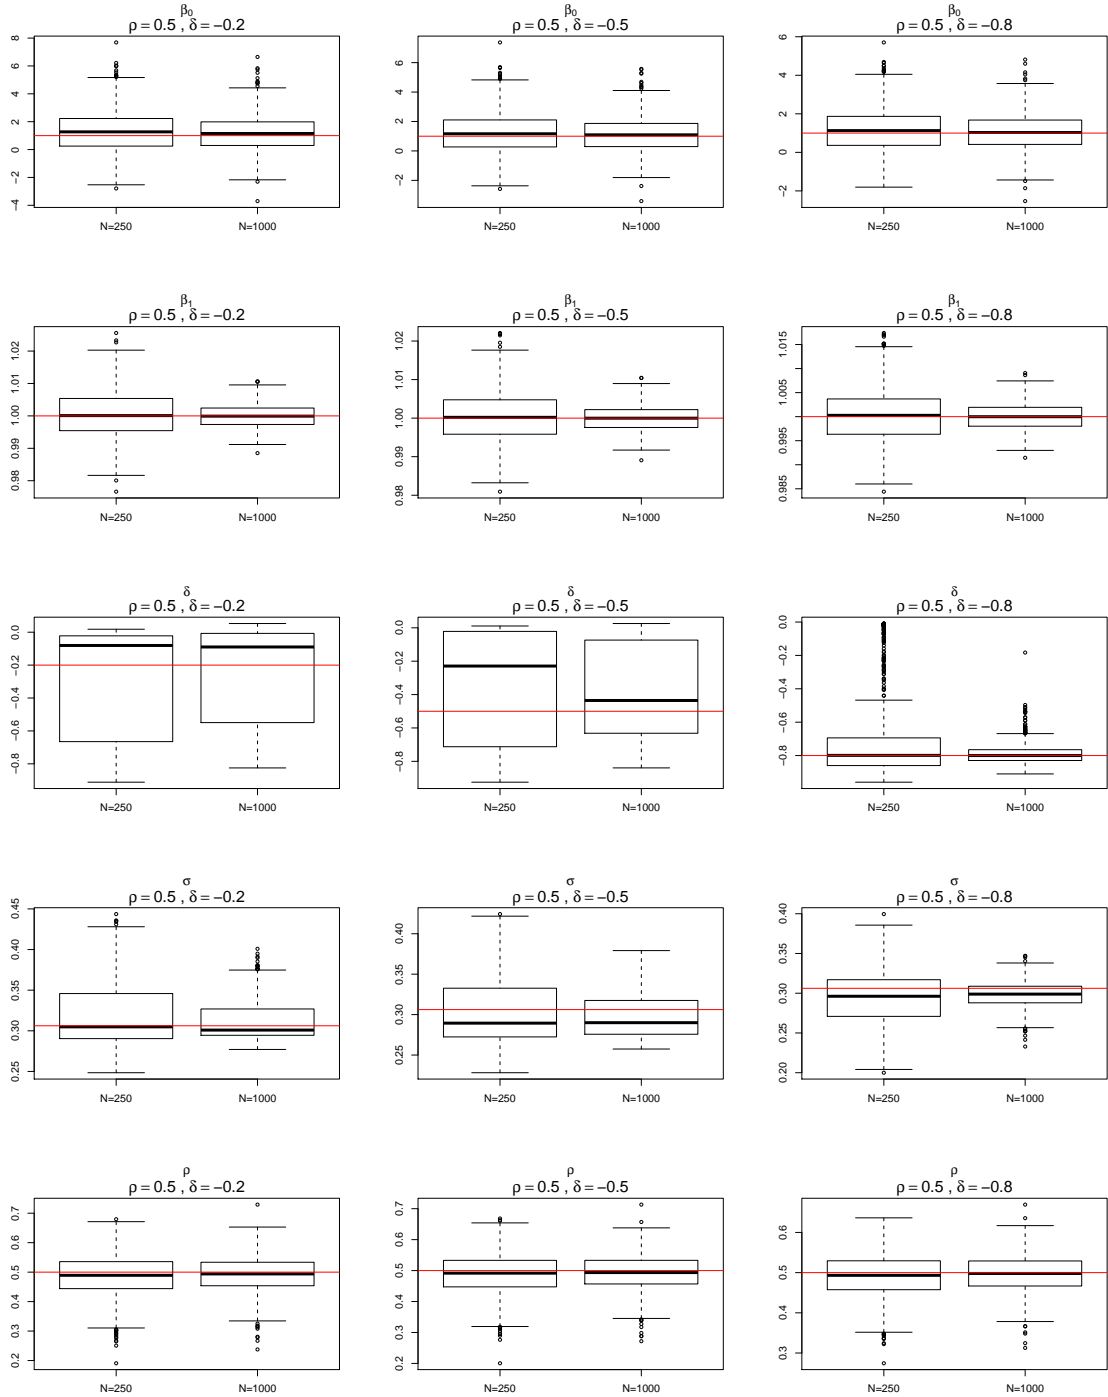 β₀
ρ = 0.5 , δ = −0.2
−4 −2 0 2 4 6 8
N=250 N=1000
β₀
ρ = 0.5 , δ = −0.5
−2 0 2 4 6
N=250 N=1000
β₀
ρ = 0.5 , δ = −0.8
−2 0 2 4 6
N=250 N=1000
β₁
ρ = 0.5 , δ = −0.2
0.98 0.99 1.00 1.01 1.02
N=250 N=1000
β₁
ρ = 0.5 , δ = −0.5
0.98 0.99 1.00 1.01 1.02
N=250 N=1000
β₁
ρ = 0.5 , δ = −0.8
0.985 0.995 1.005 1.015
N=250 N=1000
δ
ρ = 0.5 , δ = −0.2
−0.8 −0.6 −0.4 −0.2 0.0
N=250 N=1000
δ
ρ = 0.5 , δ = −0.5
−0.8 −0.6 −0.4 −0.2 0.0
N=250 N=1000
δ
ρ = 0.5 , δ = −0.8
−0.8 −0.6 −0.4 −0.2 0.0
N=250 N=1000
σ
ρ = 0.5 , δ = −0.2
0.25 0.30 0.35 0.40 0.45
N=250 N=1000
σ
ρ = 0.5 , δ = −0.5
0.25 0.30 0.35 0.40
N=250 N=1000
σ
ρ = 0.5 , δ = −0.8
0.20 0.25 0.30 0.35 0.40
N=250 N=1000
ρ
ρ = 0.5 , δ = −0.2
0.2 0.3 0.4 0.5 0.6 0.7
N=250 N=1000
ρ
ρ = 0.5 , δ = −0.5
0.2 0.3 0.4 0.5 0.6 0.7
N=250 N=1000
ρ
ρ = 0.5 , δ = −0.8
0.3 0.4 0.5 0.6
N=250 N=1000